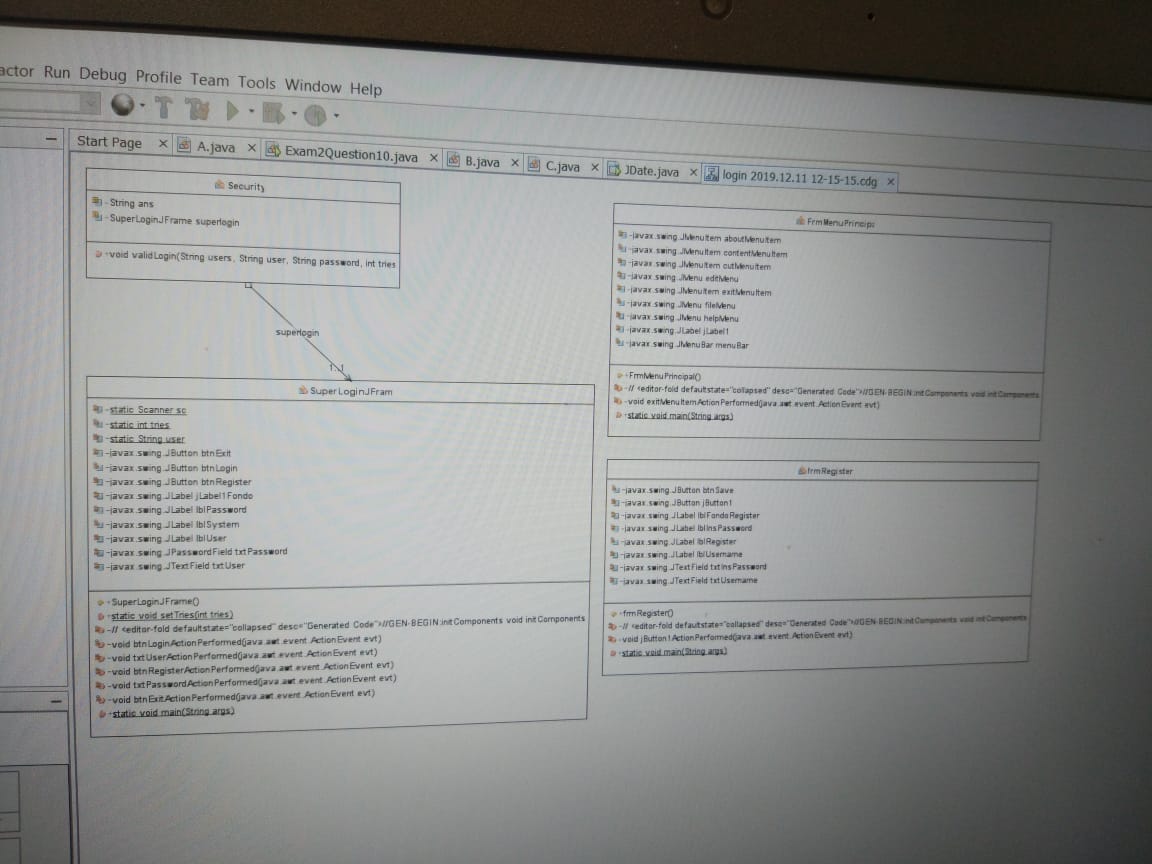 actor Run Debug Profile Team Tools Window Help
Start Page × A.java × Exam2Question10.java × B.java × C.java × JDate.java × login 2019.12.11 12-15-15.cdg ×
Security
-String ans
-SuperLoginJFrame superlogin
+void validLogin(String users, String user, String password, int tries
superlogin
1..1
SuperLoginJFram
-static Scanner sc
-static int tries
-static String user
-javax.swing.JButton btnExit
-javax.swing.JButton btnLogin
-javax.swing.JButton btnRegister
-javax.swing.JLabel jLabel1Fondo
-javax.swing.JLabel lblPassword
-javax.swing.JLabel lblSystem
-javax.swing.JLabel lblUser
-javax.swing.JPasswordField txtPassword
-javax.swing.JTextField txtUser
+SuperLoginJFrame()
+static void setTries(int tries)
-// <editor-fold defaultstate="collapsed" desc="Generated Code">//GEN-BEGIN:initComponents void initComponents
-void btnLoginActionPerformed(java.awt.event.ActionEvent evt)
-void txtUserActionPerformed(java.awt.event.ActionEvent evt)
-void btnRegisterActionPerformed(java.awt.event.ActionEvent evt)
-void txtPasswordActionPerformed(java.awt.event.ActionEvent evt)
-void btnExitActionPerformed(java.awt.event.ActionEvent evt)
+static void main(String args)
FrmMenuPrincipa
-javax.swing.JMenuItem aboutMenuItem
-javax.swing.JMenuItem contentMenuItem
-javax.swing.JMenuItem cutMenuItem
-javax.swing.JMenu editMenu
-javax.swing.JMenuItem exitMenuItem
-javax.swing.JMenu fileMenu
-javax.swing.JMenu helpMenu
-javax.swing.JLabel jLabel1
-javax.swing.JMenuBar menuBar
+FrmMenuPrincipal()
-// <editor-fold defaultstate="collapsed" desc="Generated Code">//GEN-BEGIN:initComponents void initComponents
-void exitMenuItemActionPerformed(java.awt.event.ActionEvent evt)
+static void main(String args)
frmRegister
-javax.swing.JButton btnSave
-javax.swing.JButton jButton1
-javax.swing.JLabel lblFondoRegister
-javax.swing.JLabel lblInsPassword
-javax.swing.JLabel lblRegister
-javax.swing.JLabel lblUsername
-javax.swing.JTextField txtInsPassword
-javax.swing.JTextField txtUsername
+frmRegister()
-// <editor-fold defaultstate="collapsed" desc="Generated Code">//GEN-BEGIN:initComponents void initComponents
-void jButton1ActionPerformed(java.awt.event.ActionEvent evt)
+static void main(String args)